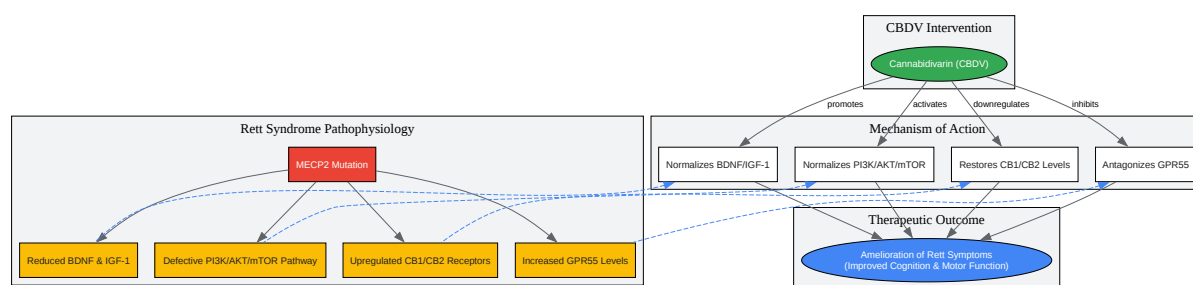 CBDV Intervention
Cannabidivarin (CBDV)
promotes
activates
downregulates
inhibits
Rett Syndrome Pathophysiology
Mechanism of Action
MECP2 Mutation
Normalizes BDNF/IGF-1
Normalizes PI3K/AKT/mTOR
Restores CB1/CB2 Levels
Antagonizes GPR55
Therapeutic Outcome
Reduced BDNF & IGF-1
Defective PI3K/AKT/mTOR Pathway
Upregulated CB1/CB2 Receptors
Increased GPR55 Levels
Amelioration of Rett Symptoms
(Improved Cognition & Motor Function)